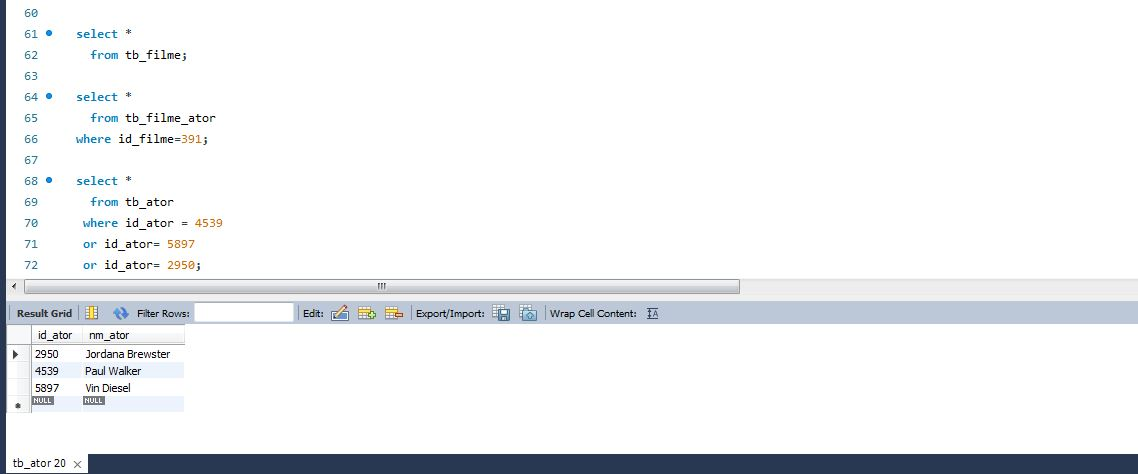 60
61 select *
62 from tb_filme;
63
64 select *
65 from tb_filme_ator
66 where id_filme=391;
67
68 select *
69 from tb_ator
70 where id_ator = 4539
71 or id_ator= 5897
72 or id_ator= 2950;
Result Grid Filter Rows: Edit: Export/Import: Wrap Cell Content:
id_ator nm_ator
2950 Jordana Brewster
4539 Paul Walker
5897 Vin Diesel
NULL NULL
tb_ator 20